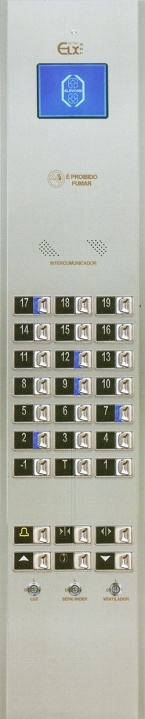 ELX
É PROIBIDO
FUMAR
INTERCOMUNICADOR
17 18 19
14 15 16
11 12 13
8 9 10
5 6 7
2 3 4
-1 T 1
LUZ VENTILADOR